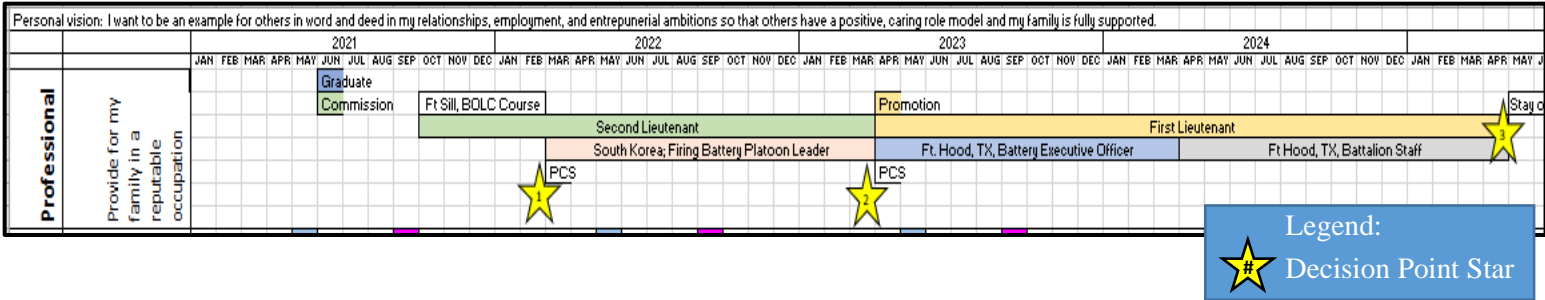 Personal vision: I want to be an example for others in word and deed in my relationships, employment, and entrepunerial ambitions so that others have a positive, caring role model and my family is fully supported.
2021 2022 2023 2024
JAN FEB MAR APR MAY JUN JUL AUG SEP OCT NOV DEC JAN FEB MAR APR MAY JUN JUL AUG SEP OCT NOV DEC JAN FEB MAR APR MAY JUN JUL AUG SEP OCT NOV DEC JAN FEB MAR APR MAY JUN JUL AUG SEP OCT NOV DEC JAN FEB MAR APR MAY J
Professional
Provide for my
family in a
reputable
occupation
Graduate
Commission Ft Sill, BOLC Course Promotion Stay o
Second Lieutenant First Lieutenant 3
South Korea; Firing Battery Platoon Leader Ft. Hood, TX, Battery Executive Officer Ft Hood, TX, Battalion Staff
1 PCS 2 PCS
Legend:
# Decision Point Star